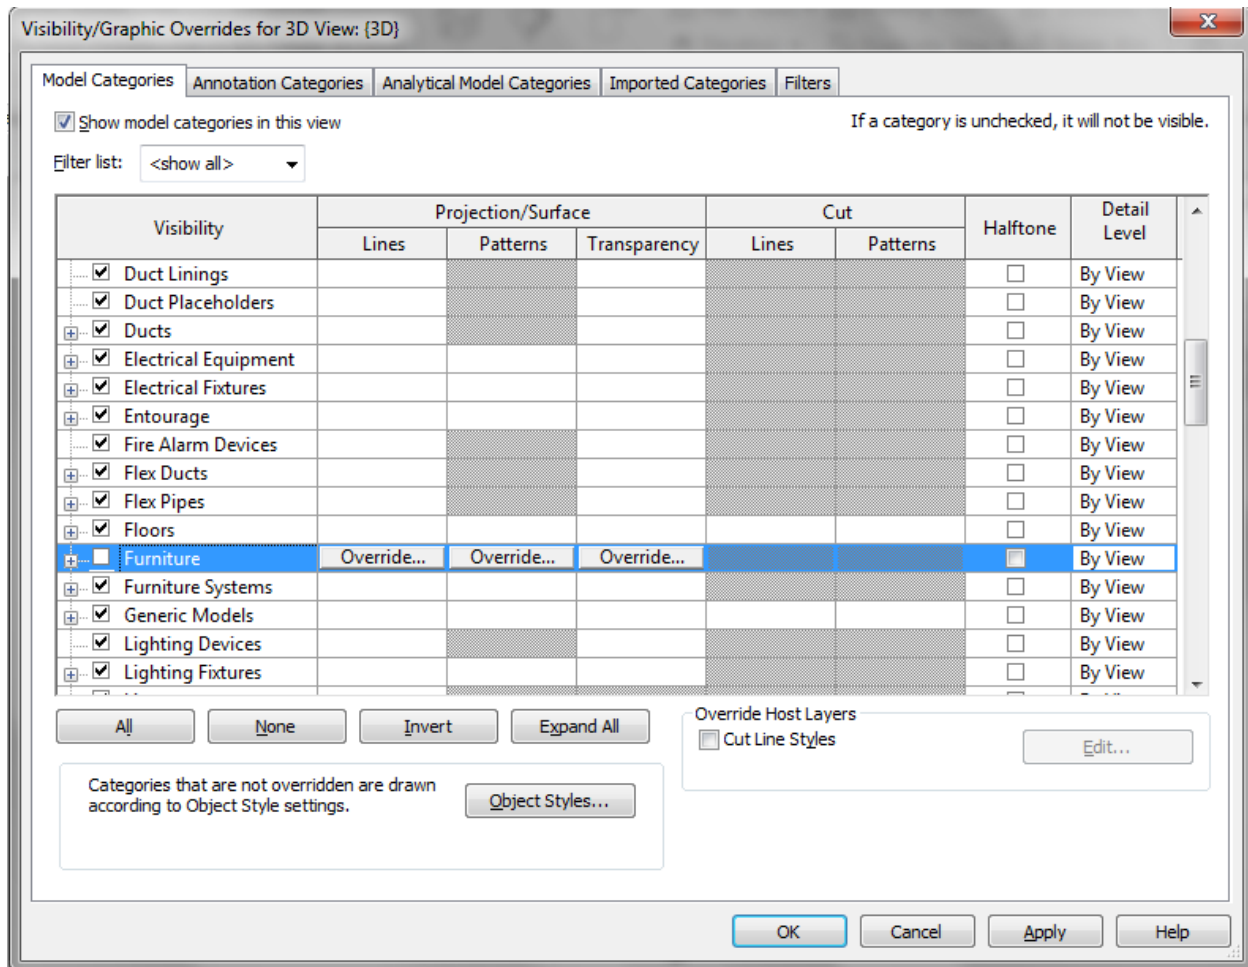 Visibility/Graphic Overrides for 3D View: {3D}
Model Categories Annotation Categories Analytical Model Categories Imported Categories Filters
Show model categories in this view If a category is unchecked, it will not be visible.
Filter list: <show all>
Visibility Projection/Surface Cut Halftone Detail Level
Lines Patterns Transparency Lines Patterns
Duct Linings By View
Duct Placeholders By View
Ducts By View
Electrical Equipment By View
Electrical Fixtures By View
Entourage By View
Fire Alarm Devices By View
Flex Ducts By View
Flex Pipes By View
Floors By View
Furniture Override... Override... Override... By View
Furniture Systems By View
Generic Models By View
Lighting Devices By View
Lighting Fixtures By View
All None Invert Expand All
Override Host Layers
Cut Line Styles Edit...
Categories that are not overridden are drawn
according to Object Style settings.
Object Styles...
OK Cancel Apply Help